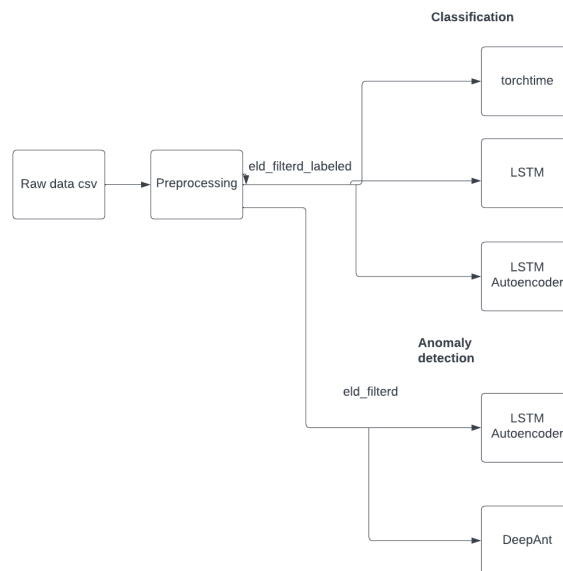 Classification
torchtime
eld_filterd_labeled
Raw data csv
Preprocessing
LSTM
LSTM
Autoencoder
Anomaly
detection
eld_filterd
LSTM
Autoencoder
DeepAnt